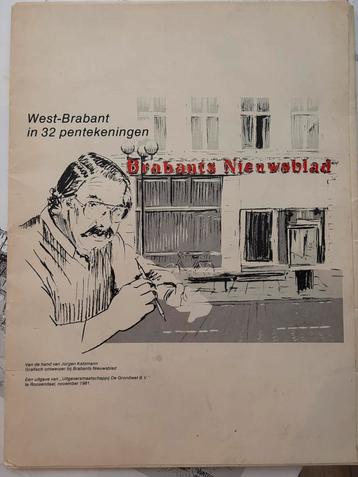 West-Brabant
in 32 pentekeningen
Brabants Nieuwsblad
Van de hand van Jürgen Katzmann
Grafisch ontwerper bij Brabants Nieuwsblad
Een uitgave van „Uitgeversmaatschappij De Grondwet B.V.”
te Roosendaal, november 1981.